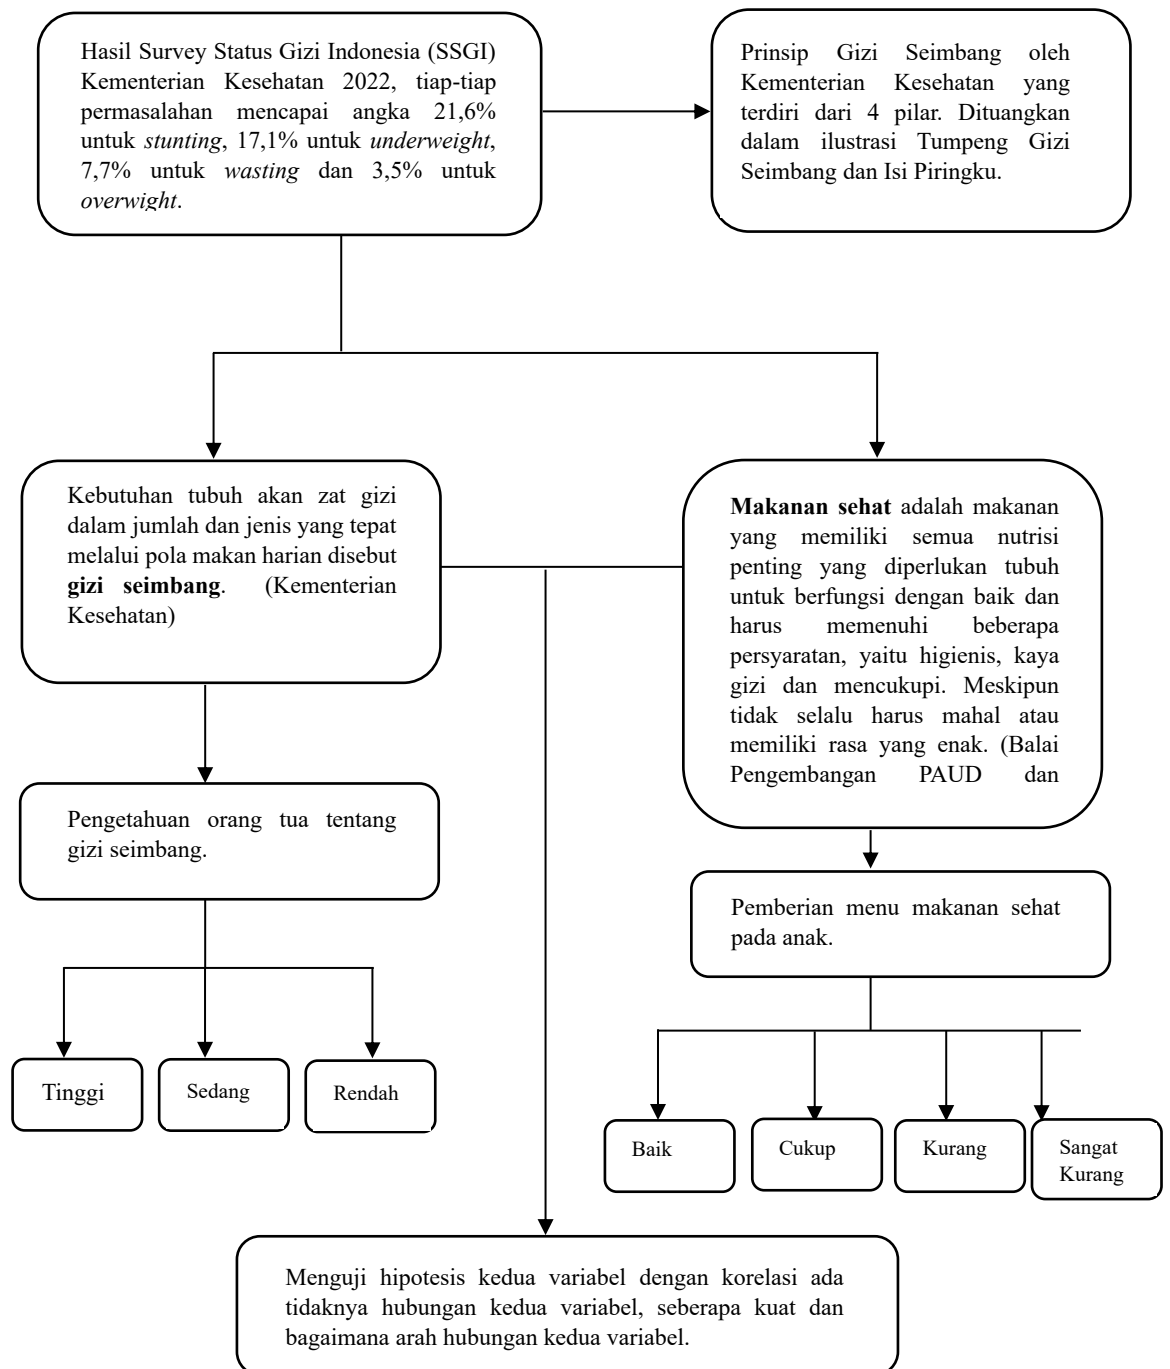 Hasil Survey Status Gizi Indonesia (SSGI)
Kementerian Kesehatan 2022, tiap-tiap
permasalahan mencapai angka 21,6%
untuk stunting, 17,1% untuk underweight,
7,7% untuk wasting dan 3,5% untuk
overwight.
Prinsip Gizi Seimbang oleh
Kementerian Kesehatan yang
terdiri dari 4 pilar. Dituangkan
dalam ilustrasi Tumpeng Gizi
Seimbang dan Isi Piringku.
Kebutuhan tubuh akan zat gizi
dalam jumlah dan jenis yang tepat
melalui pola makan harian disebut
gizi seimbang. (Kementerian
Kesehatan)
Makanan sehat adalah makanan
yang memiliki semua nutrisi
penting yang diperlukan tubuh
untuk berfungsi dengan baik dan
harus memenuhi beberapa
persyaratan, yaitu higienis, kaya
gizi dan mencukupi. Meskipun
tidak selalu harus mahal atau
memiliki rasa yang enak. (Balai
Pengembangan PAUD dan
Pengetahuan orang tua tentang
gizi seimbang.
Pemberian menu makanan sehat
pada anak.
Tinggi
Sedang
Rendah
Baik
Cukup
Kurang
Sangat
Kurang
Menguji hipotesis kedua variabel dengan korelasi ada
tidaknya hubungan kedua variabel, seberapa kuat dan
bagaimana arah hubungan kedua variabel.